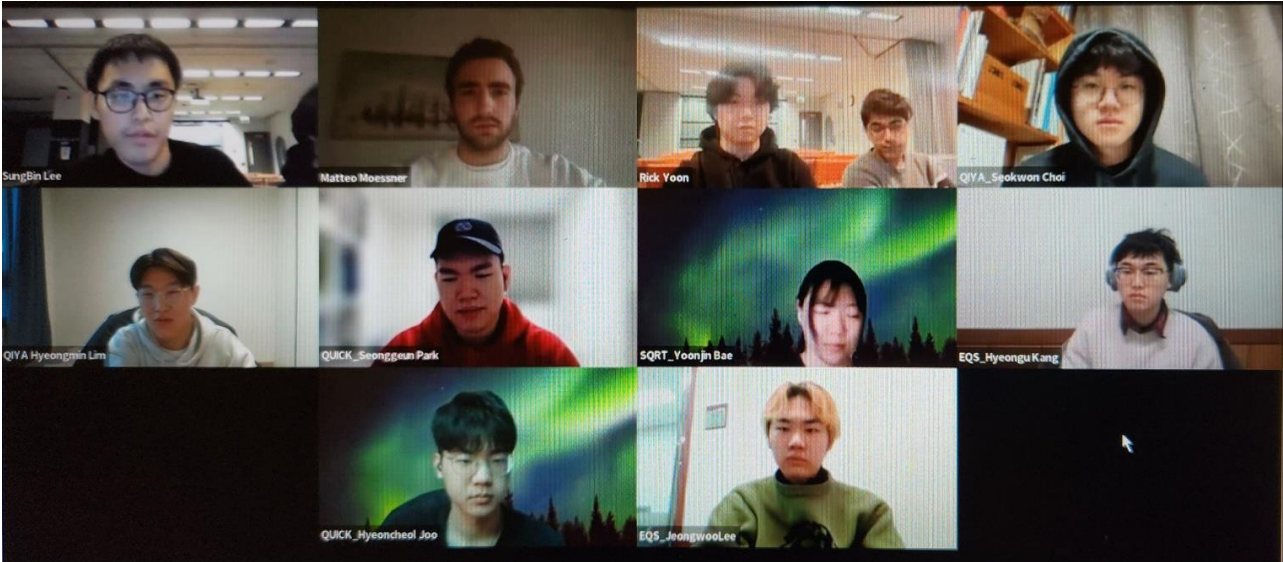 SungBin Lee
Matteo Moessner
Rick Yoon
QIYA_Seokwon Choi
QIYA Hyeongmin Lim
QUICK_Seonggeun Park
SQRT_Yoonjin Bae
EQS_Hyeongu Kang
QUICK_Hyeoncheol Joo
EQS_JeongwooLee